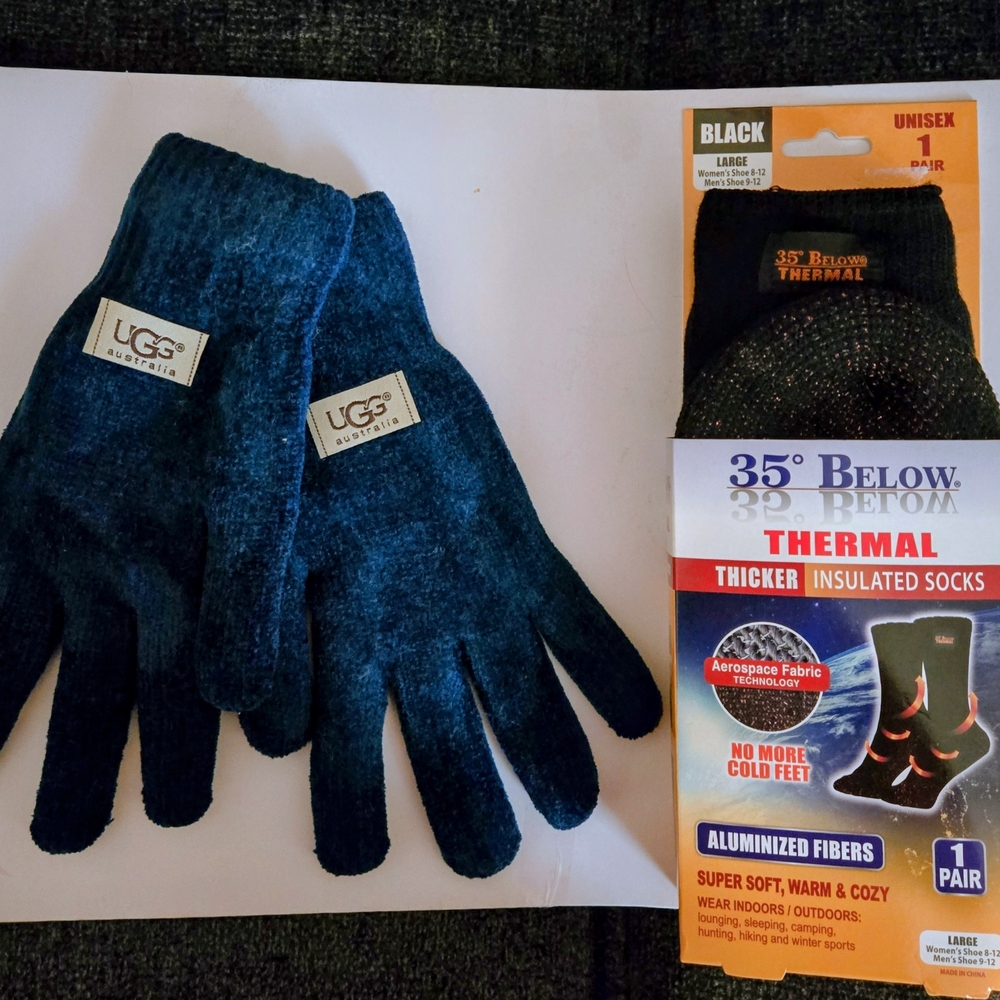 UGG®
australia
UGG®
australia
BLACK
LARGE
Women's Shoe 8-12
Men's Shoe 9-12
UNISEX
1
PAIR
35° BELOW®
THERMAL
35° BELOW®
THERMAL
THICKER INSULATED SOCKS
Aerospace Fabric
TECHNOLOGY
35° BELOW
THERMAL
NO MORE
COLD FEET
ALUMINIZED FIBERS
1
PAIR
SUPER SOFT, WARM & COZY
WEAR INDOORS / OUTDOORS:
lounging, sleeping, camping,
hunting, hiking and winter sports
LARGE
Women's Shoe 8-12
Men's Shoe 9-12
MADE IN CHINA